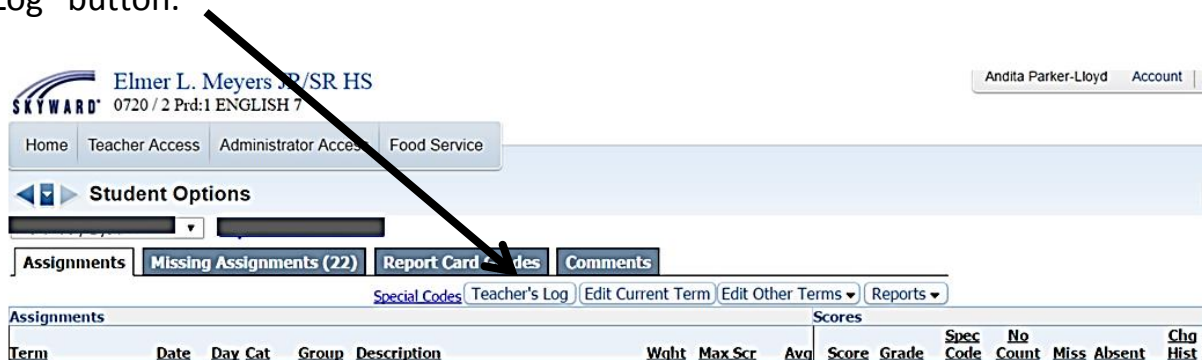 Log" button.
Elmer L. Meyers JR/SR HS
Andita Parker-Lloyd Account
SKYWARD® 0720 / 2 Prd:1 ENGLISH 7
Home Teacher Access Administrator Access Food Service
Student Options
Assignments Missing Assignments (22) Report Card Grades Comments
Special Codes Teacher's Log Edit Current Term Edit Other Terms Reports
Assignments Scores
Term Date Day Cat Group Description Wght Max Scr Avg Score Grade Spec Code No Count Miss Absent Chg Hist